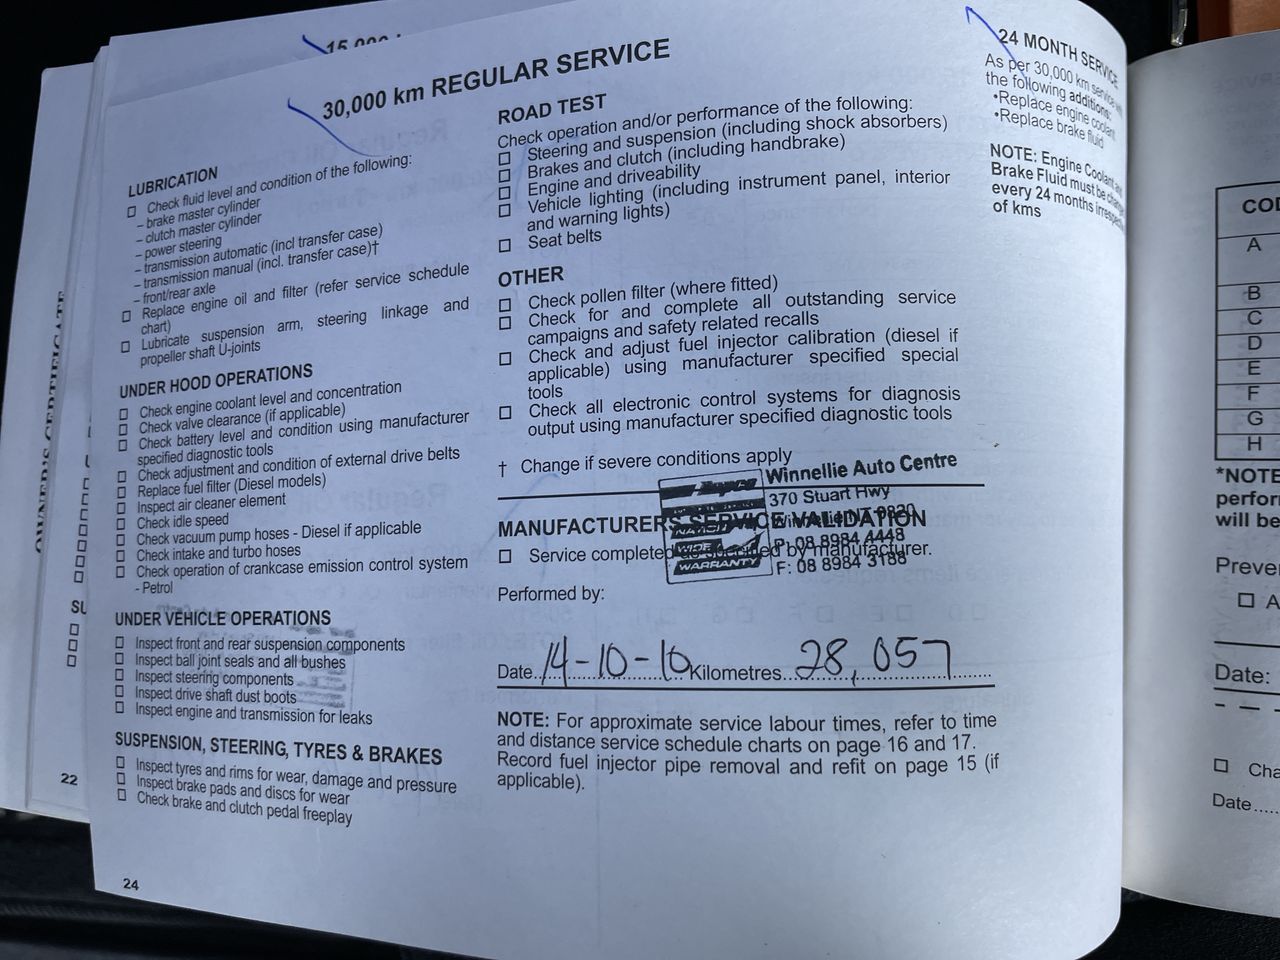 15,000
30,000 km REGULAR SERVICE
LUBRICATION
Check fluid level and condition of the following:
– brake master cylinder
– clutch master cylinder
– power steering
– transmission automatic (incl transfer case)
– transmission manual (incl. transfer case)†
– front/rear axle
Replace engine oil and filter (refer service schedule
chart)
Lubricate suspension arm, steering linkage and
propeller shaft U-joints
UNDER HOOD OPERATIONS
Check engine coolant level and concentration
Check valve clearance (if applicable)
Check battery level and condition using manufacturer
specified diagnostic tools
Check adjustment and condition of external drive belts
Replace fuel filter (Diesel models)
Inspect air cleaner element
Check idle speed
Check vacuum pump hoses - Diesel if applicable
Check intake and turbo hoses
Check operation of crankcase emission control system
- Petrol
UNDER VEHICLE OPERATIONS
Inspect front and rear suspension components
Inspect ball joint seals and all bushes
Inspect steering components
Inspect drive shaft dust boots
Inspect engine and transmission for leaks
SUSPENSION, STEERING, TYRES & BRAKES
Inspect tyres and rims for wear, damage and pressure
Inspect brake pads and discs for wear
Check brake and clutch pedal freeplay
24
ROAD TEST
Check operation and/or performance of the following:
Steering and suspension (including shock absorbers)
Brakes and clutch (including handbrake)
Engine and driveability
Vehicle lighting (including instrument panel, interior
and warning lights)
Seat belts
OTHER
Check pollen filter (where fitted)
Check for and complete all outstanding service
campaigns and safety related recalls
Check and adjust fuel injector calibration (diesel if
applicable) using manufacturer specified special
tools
Check all electronic control systems for diagnosis
output using manufacturer specified diagnostic tools
† Change if severe conditions apply
Repco
NATION
WIDE
WARRANTY
Winnellie Auto Centre
370 Stuart Hwy
Winnellie NT 0820
P: 08 8984 4448
F: 08 8984 3188
MANUFACTURERS SERVICE VALIDATION
Service completed as specified by manufacturer.
Performed by:
Date 14-10-10 Kilometres 28,057
NOTE: For approximate service labour times, refer to time
and distance service schedule charts on page 16 and 17.
Record fuel injector pipe removal and refit on page 15 (if
applicable).
24 MONTH SERVICE
As per 30,000 km service
the following additions:
•Replace engine coolant
•Replace brake fluid
NOTE: Engine Coolant and
Brake Fluid must be
every 24 months
of kms
OWNER'S CERTIFICATE
22
A
B
C
D
E
F
G
H
*NOTE
will be
Date:
Date